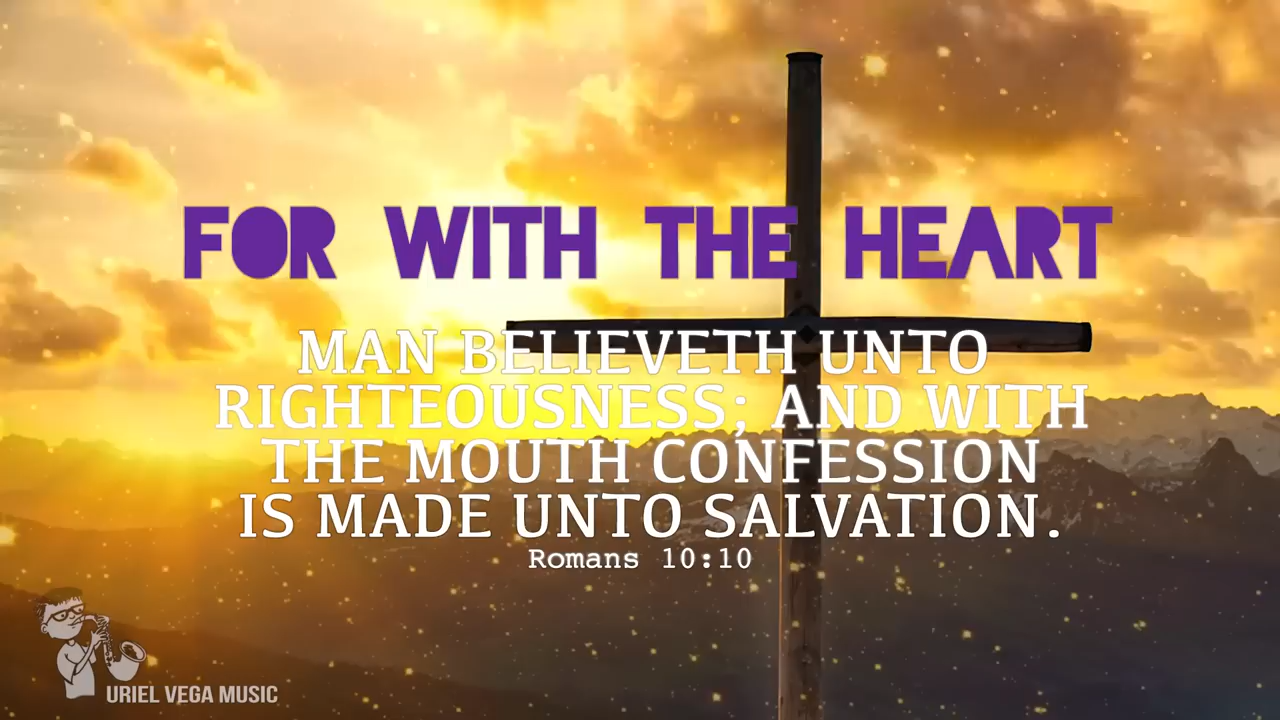 FOR WITH THE HEART
MAN BELIEVETH UNTO
RIGHTEOUSNESS; AND WITH
THE MOUTH CONFESSION
IS MADE UNTO SALVATION.
Romans 10:10
URIEL VEGA MUSIC